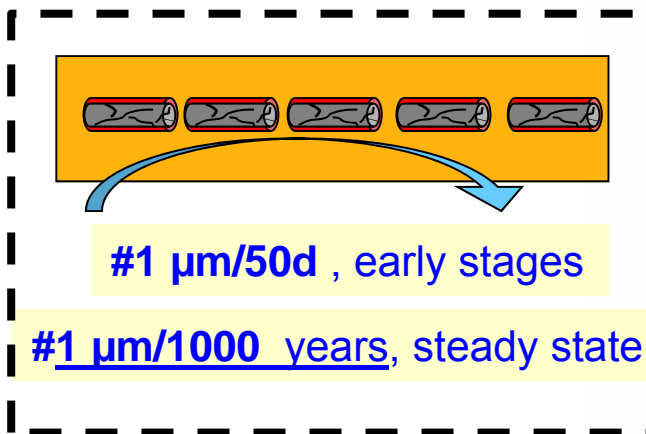 #1 µm/50d , early stages
#1 µm/1000 years, steady state